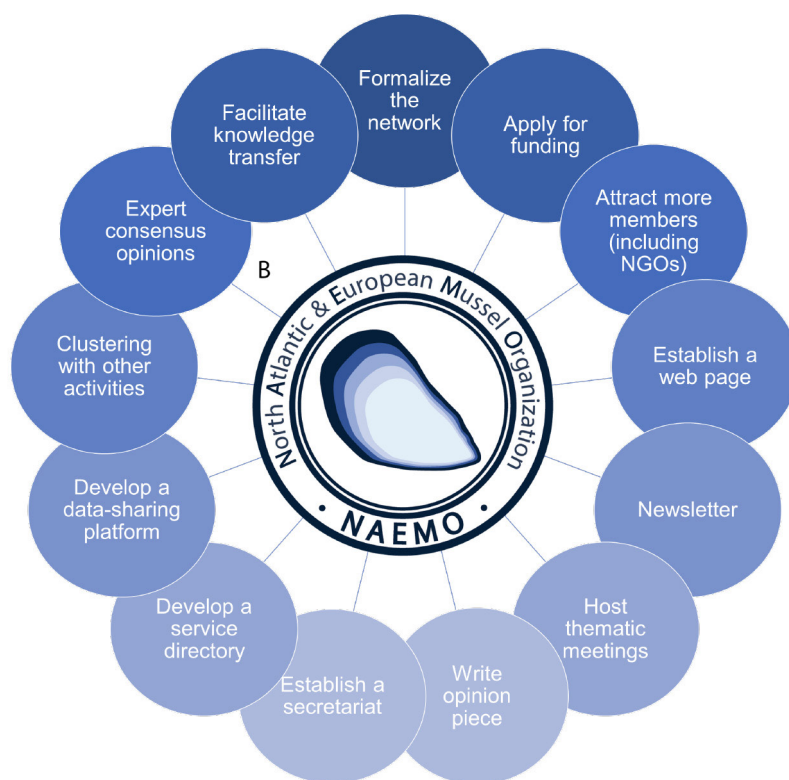 Formalize
the
network
Apply for
funding
Attract more
members
(including
NGOs)
Establish a
web page
Newsletter
Host
thematic
meetings
Write
opinion
piece
Establish a
secretariat
Develop a
service
directory
Develop a
data-sharing
platform
Clustering
with other
activities
Expert
consensus
opinions
Facilitate
knowledge
transfer
B
North Atlantic & European Mussel Organization
• NAEMO •